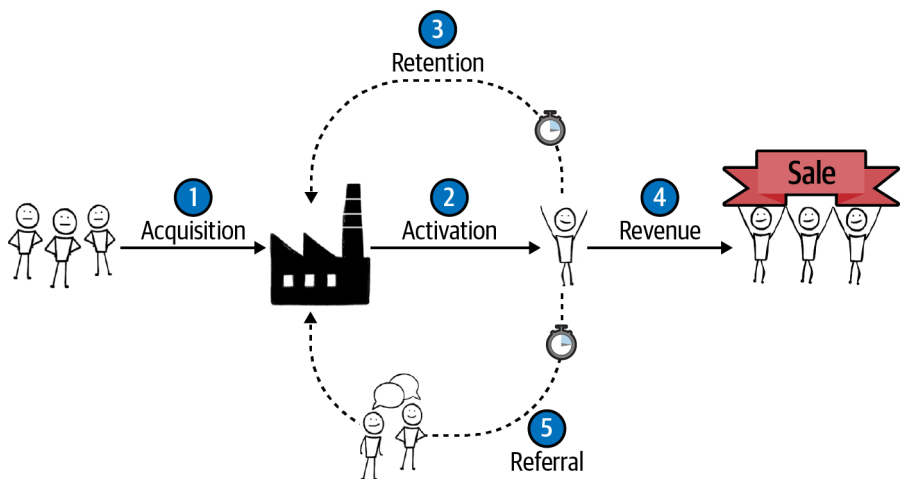 3
Retention
Sale
1
Acquisition
2
Activation
4
Revenue
5
Referral